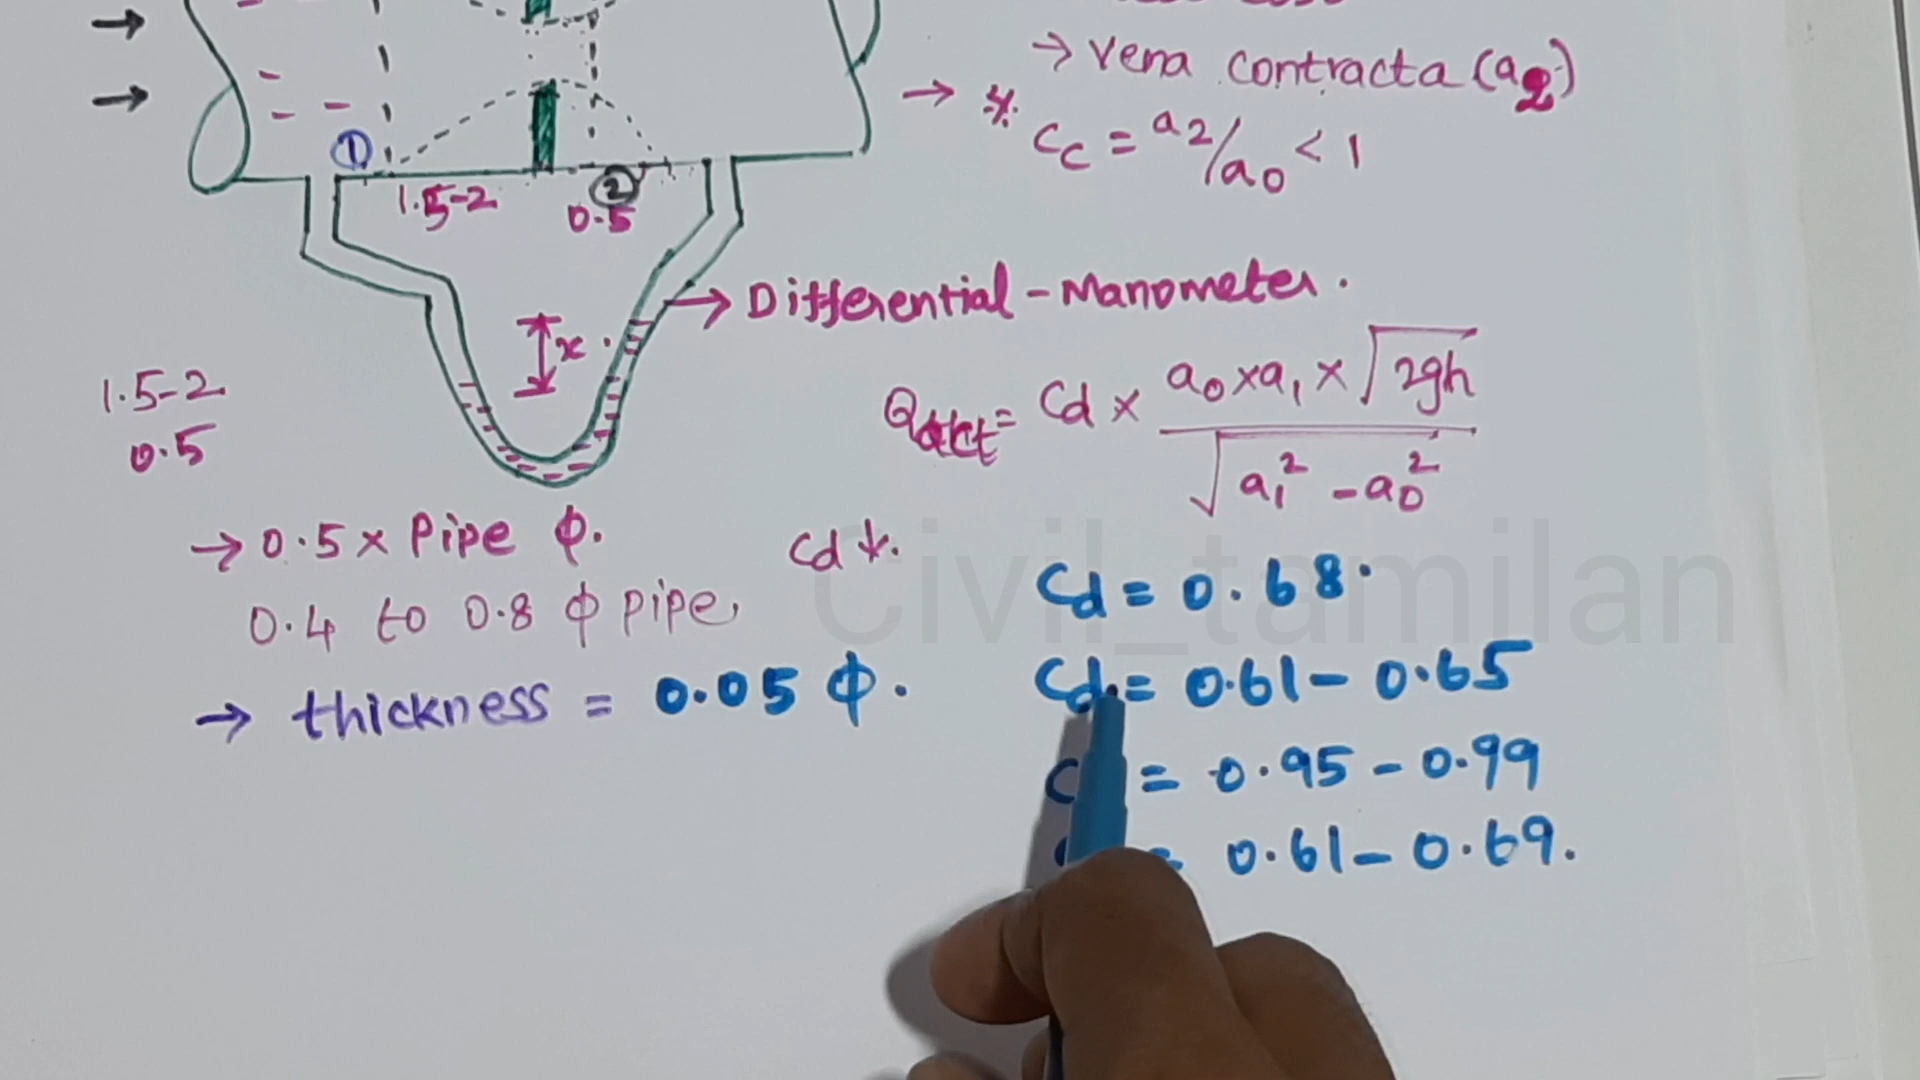 → vena contracta (a2)
* Cc = a2/a0 < 1
①
②
1.5-2
0.5
→ Differential - Manometer.
x
1.5-2
0.5
Qact = Cd × a0 × a1 × √2gh / √a1² - a0²
→ 0.5 × Pipe ϕ.
Cd ↓.
0.4 to 0.8 ϕ pipe,
→ thickness = 0.05 ϕ.
Cd = 0.68.
Cd = 0.61 - 0.65
= 0.95 - 0.99
= 0.61 - 0.69.
Civil_tamilan